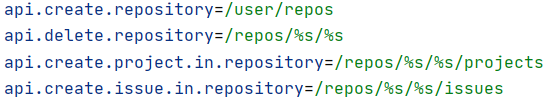 api.create.repository=/user/repos
api.delete.repository=/repos/%s/%s
api.create.project.in.repository=/repos/%s/%s/projects
api.create.issue.in.repository=/repos/%s/%s/issues